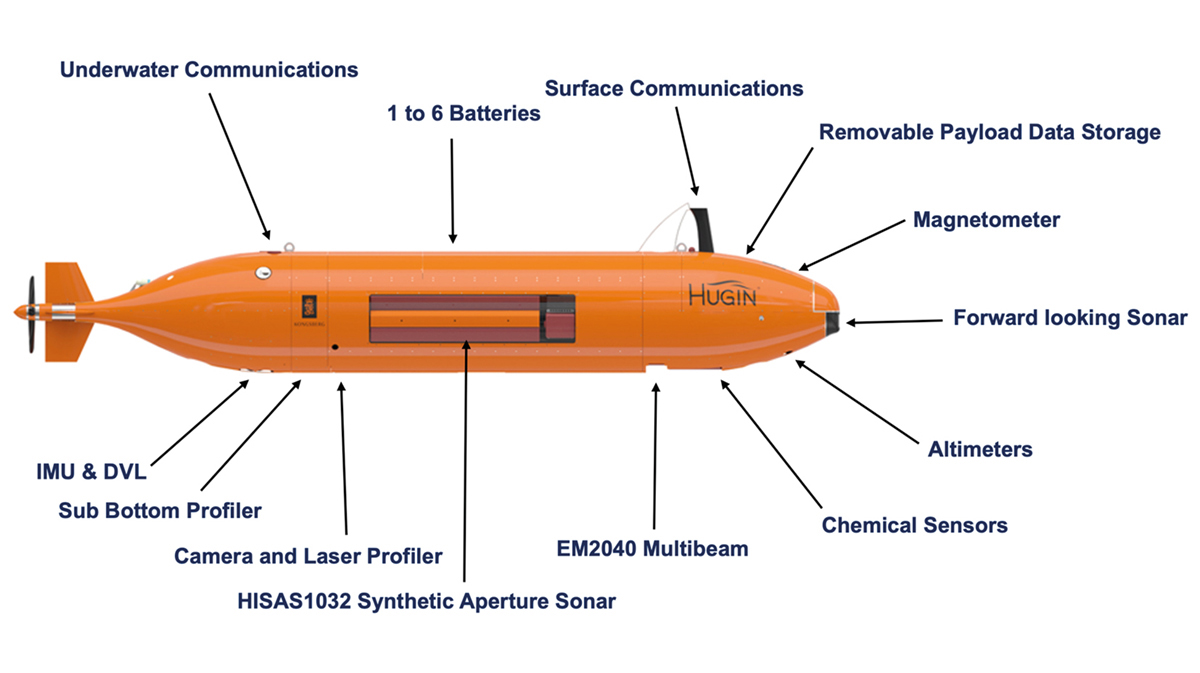 Underwater Communications
Surface Communications
1 to 6 Batteries
Removable Payload Data Storage
Magnetometer
HUGIN
Forward looking Sonar
Altimeters
IMU & DVL
Sub Bottom Profiler
Chemical Sensors
EM2040 Multibeam
Camera and Laser Profiler
HISAS1032 Synthetic Aperture Sonar